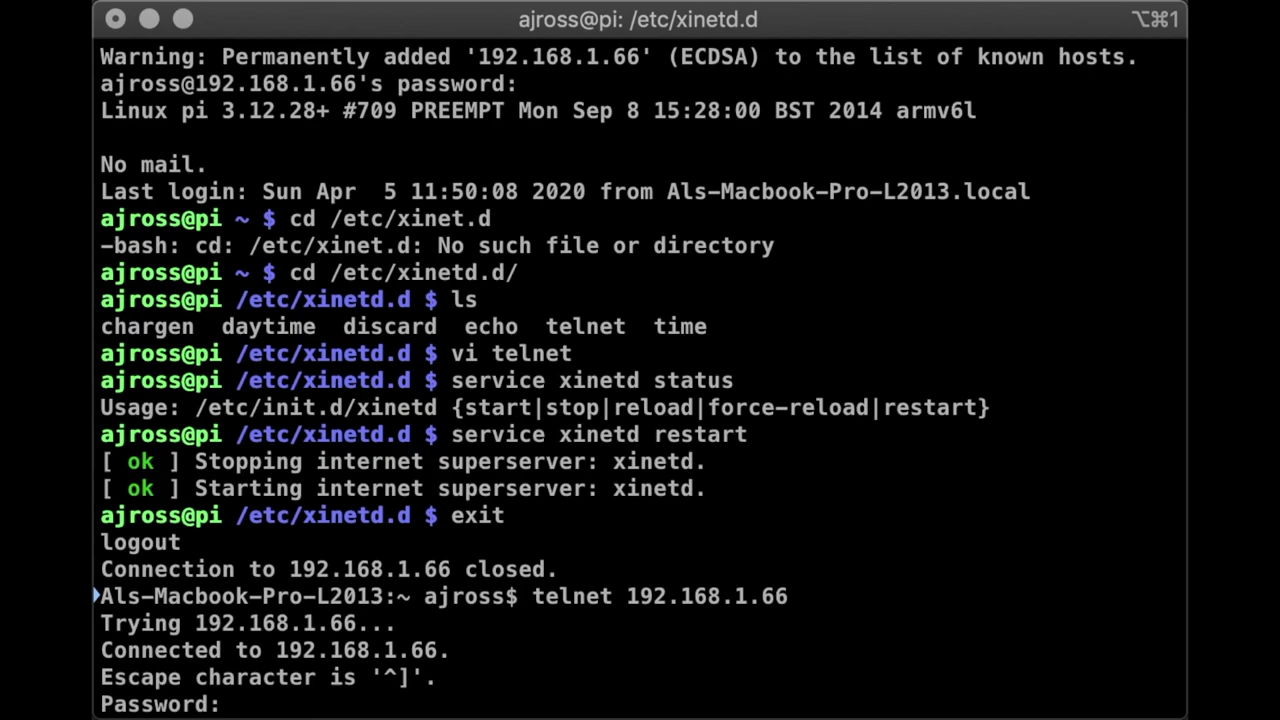 ajross@pi: /etc/xinetd.d
⌥⌘1
Warning: Permanently added '192.168.1.66' (ECDSA) to the list of known hosts.
ajross@192.168.1.66's password:
Linux pi 3.12.28+ #709 PREEMPT Mon Sep 8 15:28:00 BST 2014 armv6l
No mail.
Last login: Sun Apr  5 11:50:08 2020 from Als-Macbook-Pro-L2013.local
ajross@pi ~ $ cd /etc/xinet.d
-bash: cd: /etc/xinet.d: No such file or directory
ajross@pi ~ $ cd /etc/xinetd.d/
ajross@pi /etc/xinetd.d $ ls
chargen  daytime  discard  echo  telnet  time
ajross@pi /etc/xinetd.d $ vi telnet
ajross@pi /etc/xinetd.d $ service xinetd status
Usage: /etc/init.d/xinetd {start|stop|reload|force-reload|restart}
ajross@pi /etc/xinetd.d $ service xinetd restart
[ ok ] Stopping internet superserver: xinetd.
[ ok ] Starting internet superserver: xinetd.
ajross@pi /etc/xinetd.d $ exit
logout
Connection to 192.168.1.66 closed.
Als-Macbook-Pro-L2013:~ ajross$ telnet 192.168.1.66
Trying 192.168.1.66...
Connected to 192.168.1.66.
Escape character is '^]'.
Password: